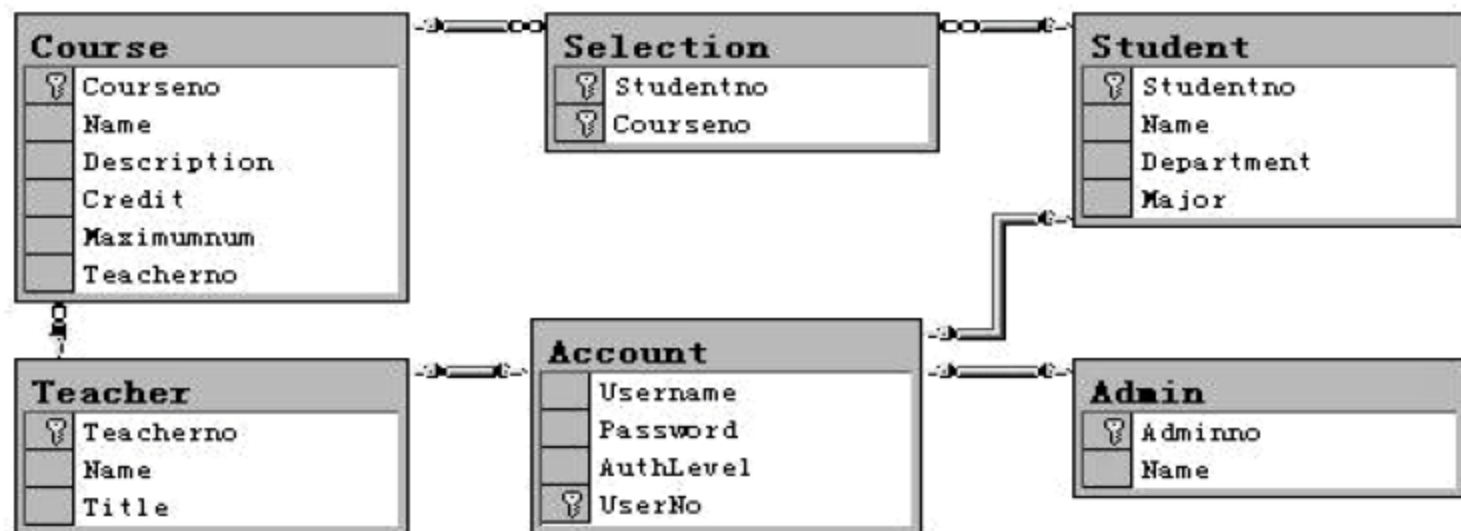 Course
Courseno
Name
Description
Credit
Maximumnum
Teacherno
Selection
Studentno
Courseno
Student
Studentno
Name
Department
Major
Teacher
Teacherno
Name
Title
Account
Username
Password
AuthLevel
UserNo
Admin
Adminno
Name